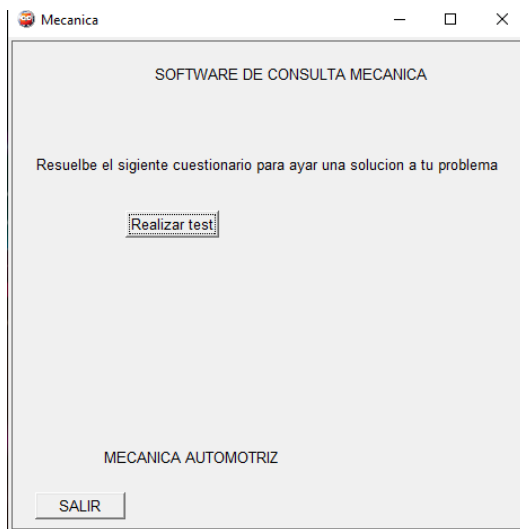 Mecanica
SOFTWARE DE CONSULTA MECANICA
Resuelbe el sigiente cuestionario para ayar una solucion a tu problema
Realizar test
MECANICA AUTOMOTRIZ
SALIR